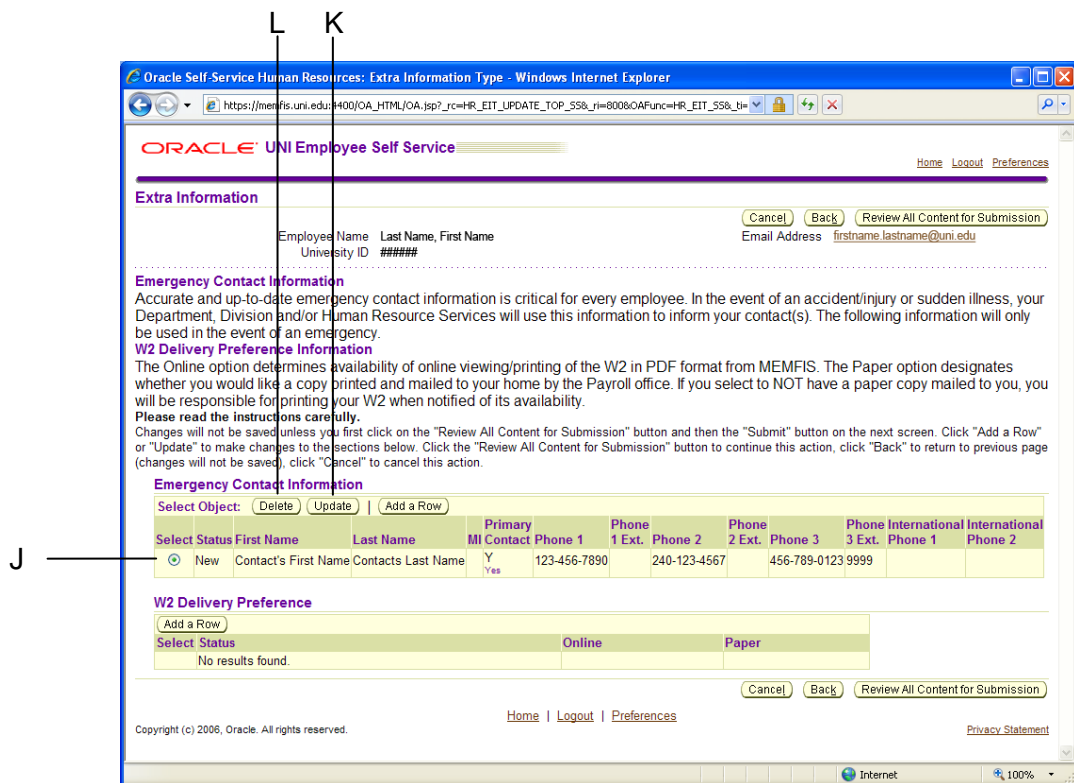 L K
Oracle Self-Service Human Resources: Extra Information Type - Windows Internet Explorer
https://memfis.uni.edu:4400/OA_HTML/OA.jsp?_rc=HR_EIT_UPDATE_TOP_SS&_ri=800&OAFunc=HR_EIT_SS&_ti=
ORACLE UNI Employee Self Service
Home Logout Preferences
Extra Information
Cancel Back Review All Content for Submission
Employee Name Last Name, First Name Email Address firstname.lastname@uni.edu
University ID ######
Emergency Contact Information
Accurate and up-to-date emergency contact information is critical for every employee. In the event of an accident/injury or sudden illness, your
Department, Division and/or Human Resource Services will use this information to inform your contact(s). The following information will only
be used in the event of an emergency.
W2 Delivery Preference Information
The Online option determines availability of online viewing/printing of the W2 in PDF format from MEMFIS. The Paper option designates
whether you would like a copy printed and mailed to your home by the Payroll office. If you select to NOT have a paper copy mailed to you, you
will be responsible for printing your W2 when notified of its availability.
Please read the instructions carefully.
Changes will not be saved unless you first click on the "Review All Content for Submission" button and then the "Submit" button on the next screen. Click "Add a Row"
or "Update" to make changes to the sections below. Click the "Review All Content for Submission" button to continue this action, click "Back" to return to previous page
(changes will not be saved), click "Cancel" to cancel this action.
Emergency Contact Information
Select Object: Delete Update | Add a Row
Primary Phone Phone Phone International International
Select Status First Name Last Name MI Contact Phone 1 1 Ext. Phone 2 2 Ext. Phone 3 3 Ext. Phone 1 Phone 2
J New Contact's First Name Contacts Last Name Y 123-456-7890 240-123-4567 456-789-0123 9999
Yes
W2 Delivery Preference
Add a Row
Select Status Online Paper
No results found.
Cancel Back Review All Content for Submission
Home | Logout | Preferences
Copyright (c) 2006, Oracle. All rights reserved. Privacy Statement
Internet 100%